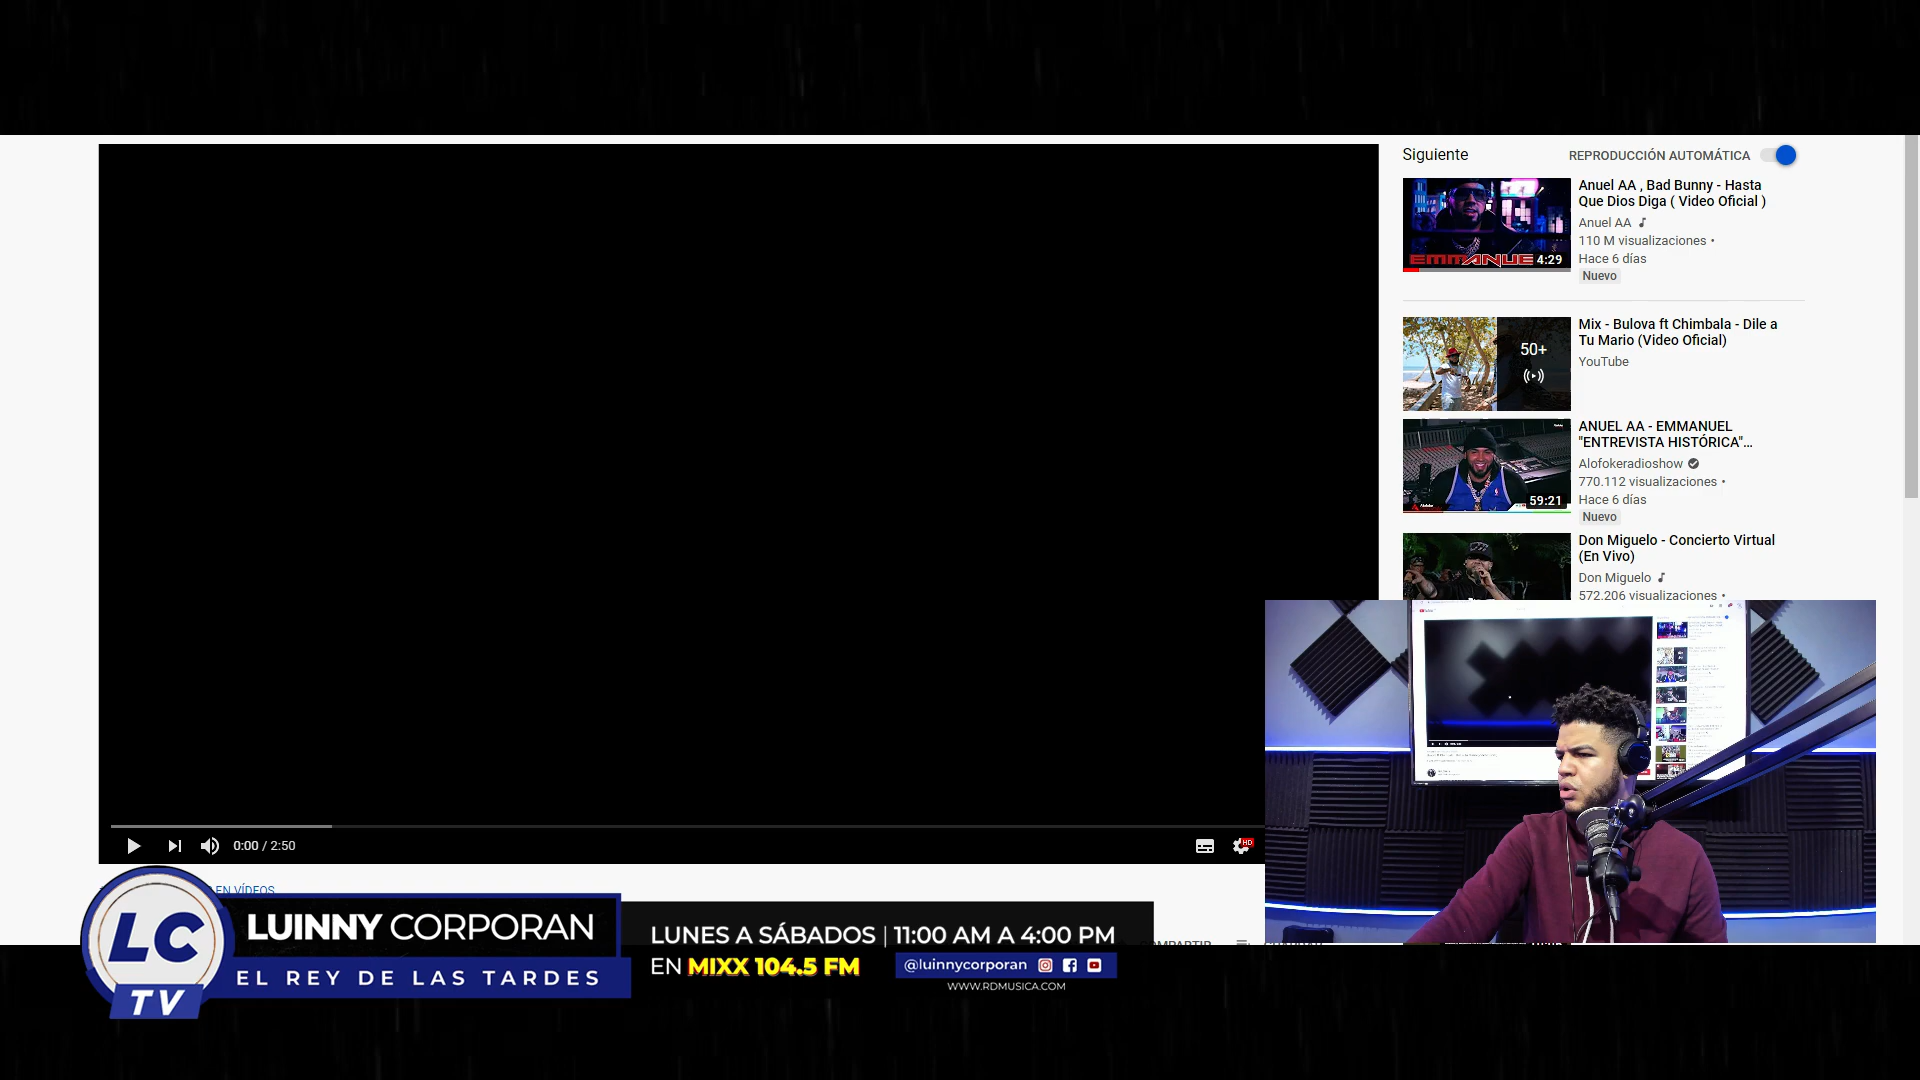 Siguiente
REPRODUCCIÓN AUTOMÁTICA
Anuel AA , Bad Bunny - Hasta
Que Dios Diga ( Video Oficial )
Anuel AA
110 M visualizaciones •
Hace 6 días
Nuevo
EMMANUE 4:29
Mix - Bulova ft Chimbala - Dile a
Tu Mario (Video Oficial)
YouTube
50+
ANUEL AA - EMMANUEL
"ENTREVISTA HISTÓRICA"...
Alofokeradioshow
770.112 visualizaciones •
Hace 6 días
Nuevo
59:21
Don Miguelo - Concierto Virtual
(En Vivo)
Don Miguelo
572.206 visualizaciones •
0:00 / 2:50
HD
EN VÍDEOS
LC
TV
LUINNY CORPORAN
EL REY DE LAS TARDES
LUNES A SÁBADOS | 11:00 AM A 4:00 PM
EN MIXX 104.5 FM
@luinnycorporan
WWW.RDMUSICA.COM